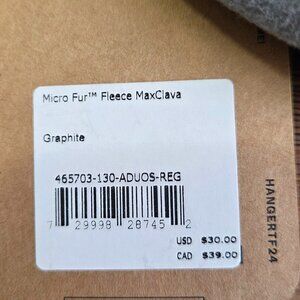 Micro Fur™ Fleece MaxClava
Graphite
465703-130-ADUOS-REG
7 29998 28745 2
USD $30.00
CAD $39.00
HANGERTF24